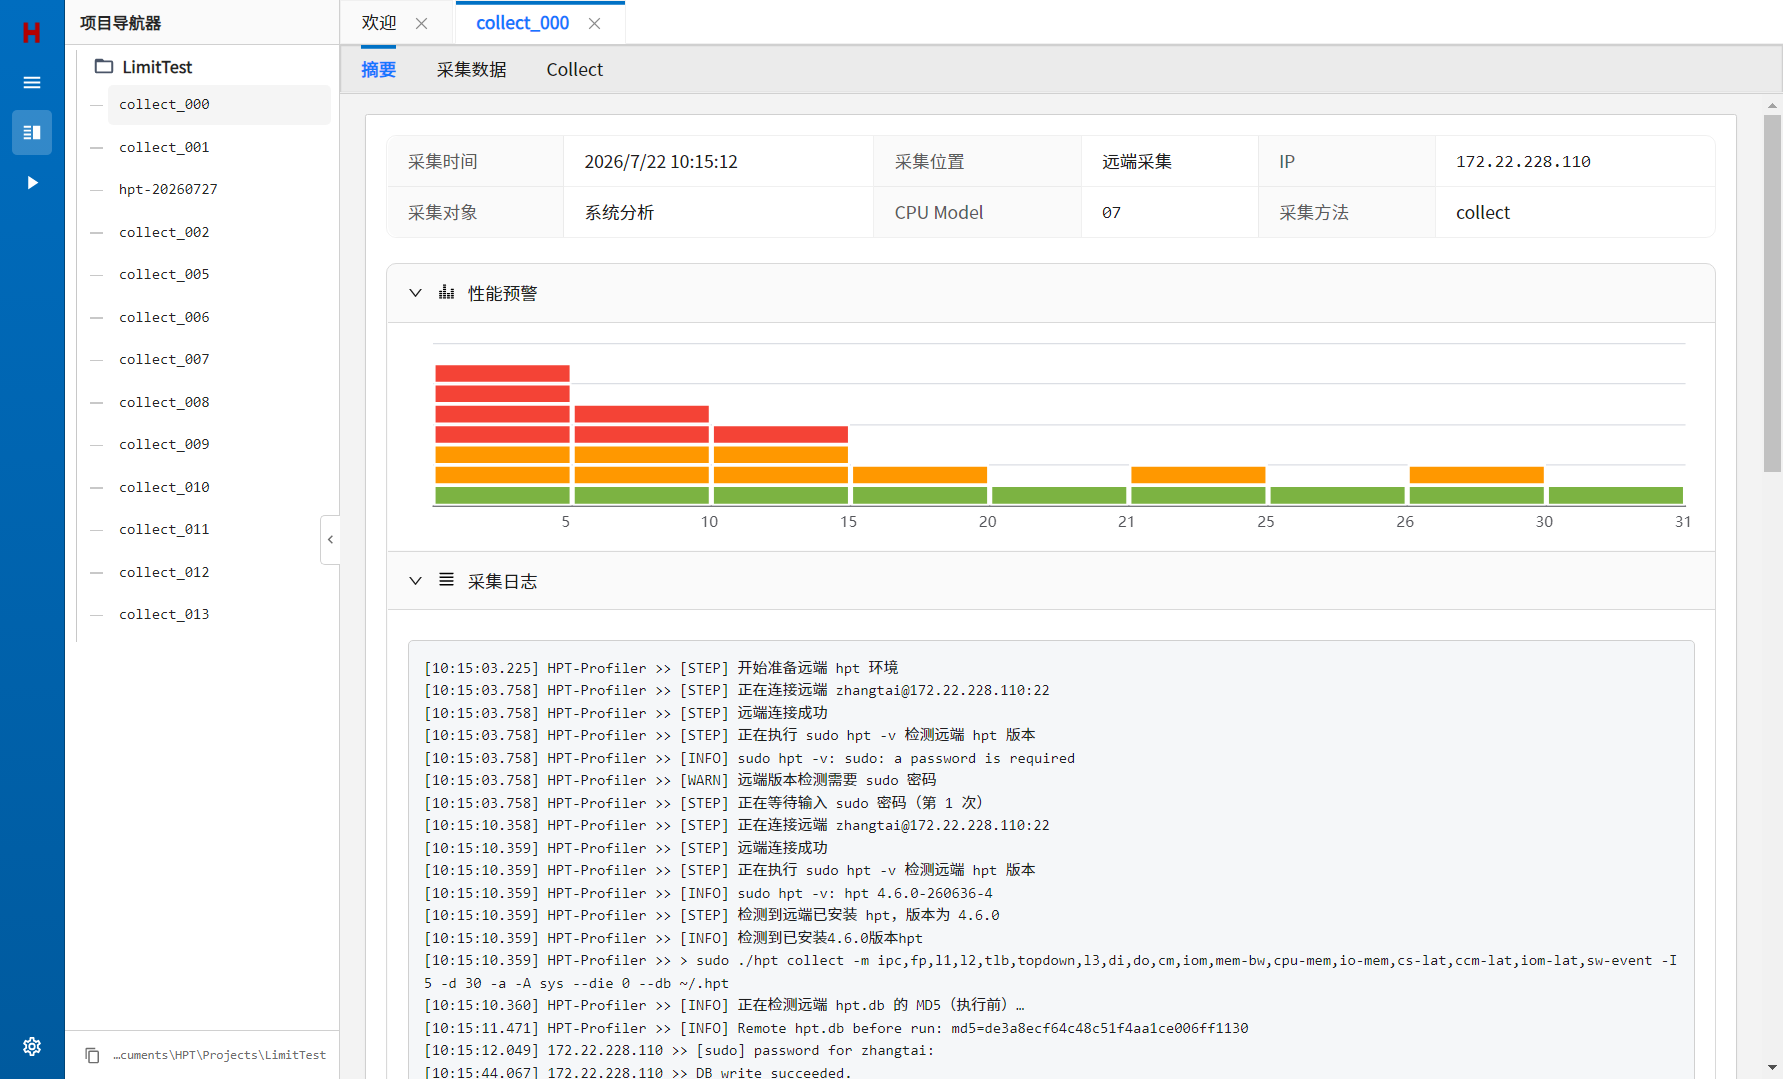 H
项目导航器
LimitTest
collect_000
collect_001
hpt-20260727
collect_002
collect_005
collect_006
collect_007
collect_008
collect_009
collect_010
collect_011
collect_012
collect_013
…cuments\HPT\Projects\LimitTest
欢迎
collect_000
摘要 采集数据 Collect
采集时间 2026/7/22 10:15:12 采集位置 远端采集 IP 172.22.228.110
采集对象 系统分析 CPU Model 07 采集方法 collect
性能预警
5 10 15 20 21 25 26 30 31
采集日志
[10:15:03.225] HPT-Profiler >> [STEP] 开始准备远端 hpt 环境
[10:15:03.758] HPT-Profiler >> [STEP] 正在连接远端 zhangtai@172.22.228.110:22
[10:15:03.758] HPT-Profiler >> [STEP] 远端连接成功
[10:15:03.758] HPT-Profiler >> [STEP] 正在执行 sudo hpt -v 检测远端 hpt 版本
[10:15:03.758] HPT-Profiler >> [INFO] sudo hpt -v: sudo: a password is required
[10:15:03.758] HPT-Profiler >> [WARN] 远端版本检测需要 sudo 密码
[10:15:03.758] HPT-Profiler >> [STEP] 正在等待输入 sudo 密码（第 1 次）
[10:15:10.358] HPT-Profiler >> [STEP] 正在连接远端 zhangtai@172.22.228.110:22
[10:15:10.359] HPT-Profiler >> [STEP] 远端连接成功
[10:15:10.359] HPT-Profiler >> [STEP] 正在执行 sudo hpt -v 检测远端 hpt 版本
[10:15:10.359] HPT-Profiler >> [INFO] sudo hpt -v: hpt 4.6.0-260636-4
[10:15:10.359] HPT-Profiler >> [STEP] 检测到远端已安装 hpt，版本为 4.6.0
[10:15:10.359] HPT-Profiler >> [INFO] 检测到已安装4.6.0版本hpt
[10:15:10.359] HPT-Profiler >> > sudo ./hpt collect -m ipc,fp,l1,l2,tlb,topdown,l3,di,do,cm,iom,mem-bw,cpu-mem,io-mem,cs-lat,ccm-lat,iom-lat,sw-event -I
5 -d 30 -a -A sys --die 0 --db ~/.hpt
[10:15:10.360] HPT-Profiler >> [INFO] 正在检测远端 hpt.db 的 MD5（执行前）…
[10:15:11.471] HPT-Profiler >> [INFO] Remote hpt.db before run: md5=de3a8ecf64c48c51f4aa1ce006ff1130
[10:15:12.049] 172.22.228.110 >> [sudo] password for zhangtai:
[10:15:44.067] 172.22.228.110 >> DB write succeeded.